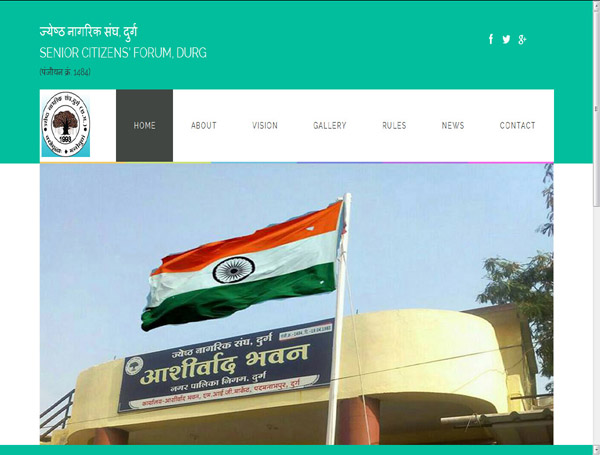 ज्येष्ठ नागरिक संघ, दुर्ग
SENIOR CITIZENS' FORUM, DURG
(पंजीयन क्रं. 1484)
1993
HOME ABOUT VISION GALLERY RULES NEWS CONTACT
ज्येष्ठ नागरिक संघ, दुर्ग
आशीर्वाद भवन
नगर पालिका निगम, दुर्ग
कार्यालय-आशीर्वाद भवन, एम.आई.जी.मार्केट, पदमनाभपुर, दुर्ग